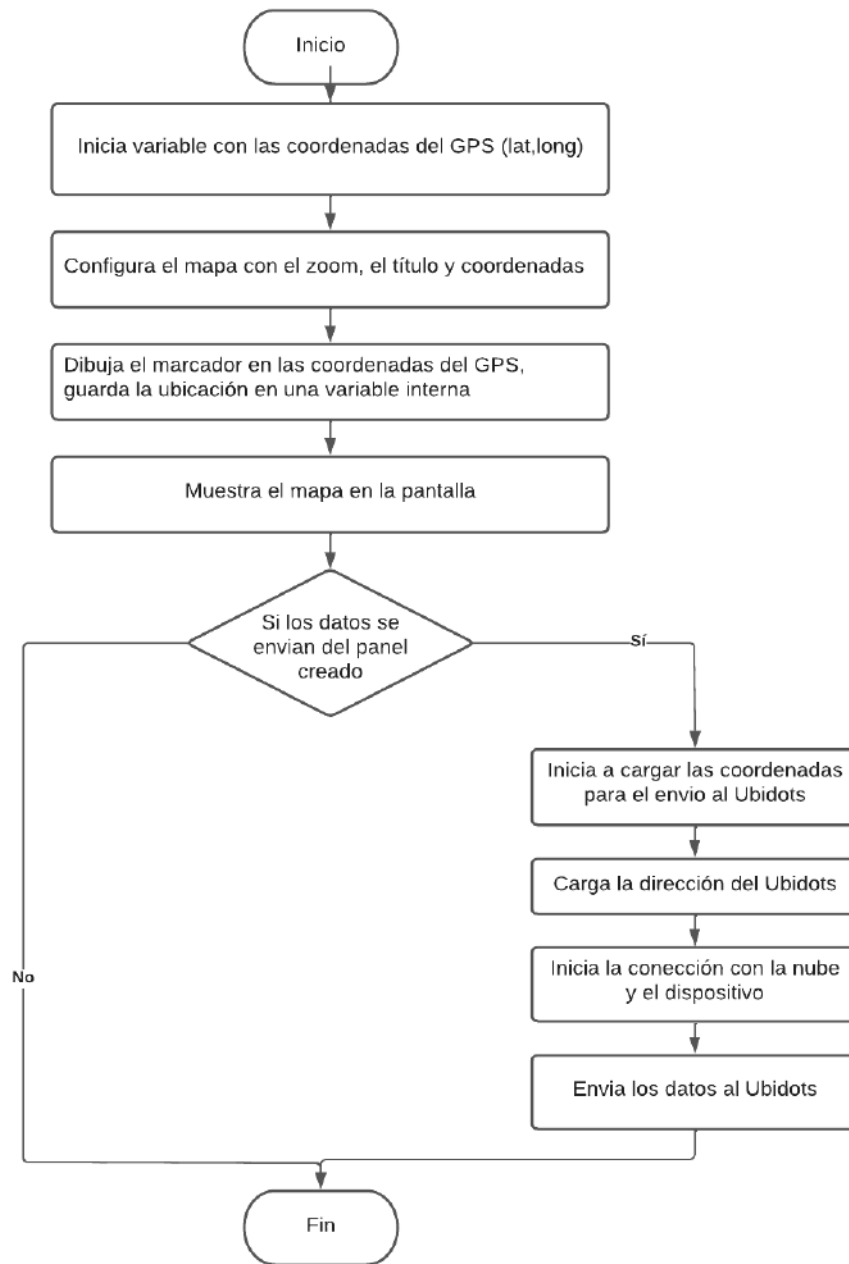 Inicio
Inicia variable con las coordenadas del GPS (lat,long)
Configura el mapa con el zoom, el título y coordenadas
Dibuja el marcador en las coordenadas del GPS,
guarda la ubicación en una variable interna
Muestra el mapa en la pantalla
Si los datos se
envian del panel
creado
Sí
Inicia a cargar las coordenadas
para el envio al Ubidots
Carga la dirección del Ubidots
Inicia la conección con la nube
y el dispositivo
No
Envia los datos al Ubidots
Fin